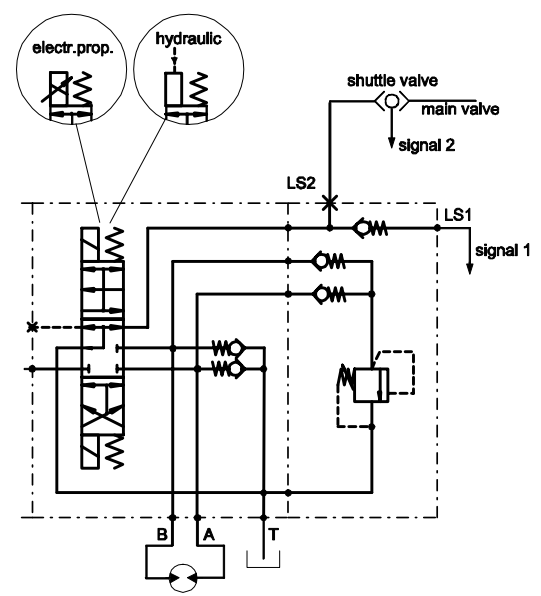 electr.prop.
hydraulic
shuttle valve
main valve
signal 2
LS2
LS1
signal 1
B
A
T